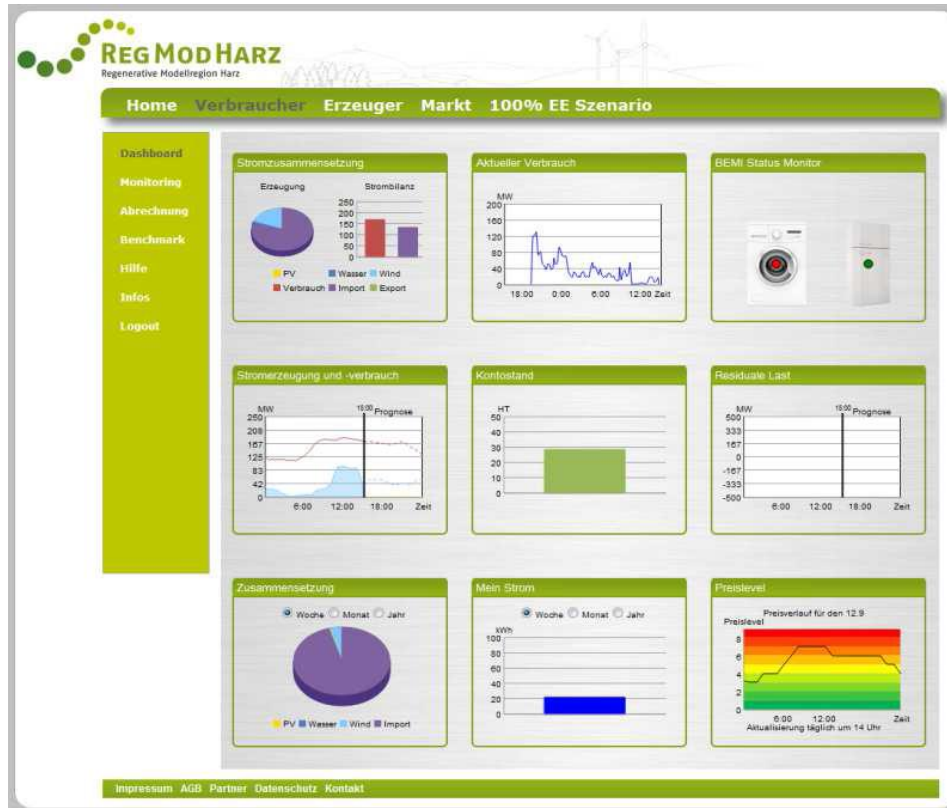 REGMODHARZ
Regenerative Modellregion Harz
Home Verbraucher Erzeuger Markt 100% EE Szenario
Dashboard
Monitoring
Abrechnung
Benchmark
Hilfe
Infos
Logout
Stromzusammensetzung
Erzeugung
Strombilanz
250
200
150
100
50
0
PV Wasser Wind
Verbrauch Import Export
Aktueller Verbrauch
MW
200
160
120
80
40
0
18:00 0:00 6:00 12:00 Zeit
BEMI Status Monitor
Stromerzeugung und -verbrauch
MW
15:00 Prognose
250
208
167
125
83
42
0
6:00 12:00 18:00 Zeit
Kontostand
HT
50
40
30
20
10
0
Residuale Last
MW
15:00 Prognose
500
333
167
0
-167
-333
-500
6:00 12:00 18:00 Zeit
Zusammensetzung
Woche Monat Jahr
PV Wasser Wind Import
Mein Strom
Woche Monat Jahr
kWh
100
80
60
40
20
0
Preislevel
Preisverlauf für den 12.9
Preislevel
8
6
4
2
0
6:00 12:00 Zeit
Aktualisierung täglich um 14 Uhr
Impressum AGB Partner Datenschutz Kontakt